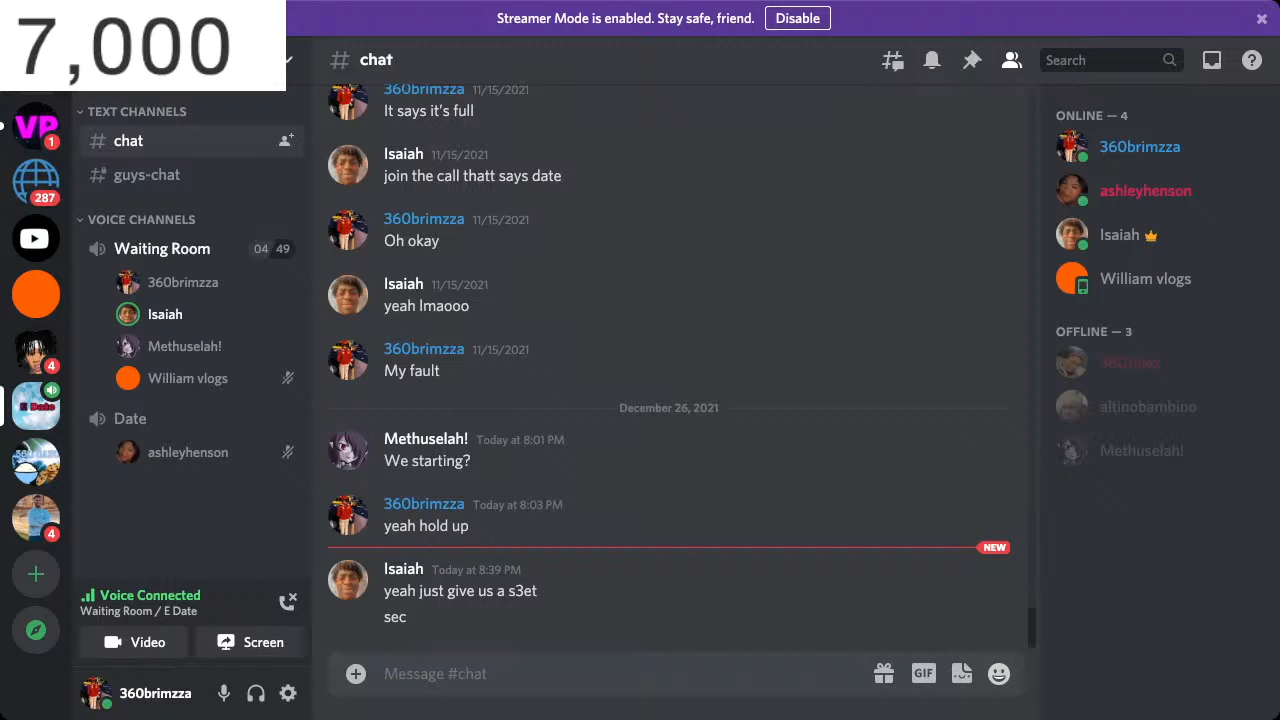 7,000
Streamer Mode is enabled. Stay safe, friend. Disable
chat
Search
TEXT CHANNELS
chat
guys-chat
VOICE CHANNELS
Waiting Room 04 49
360brimzza
Isaiah
Methuselah!
William vlogs
Date
ashleyhenson
VP
1
287
4
E Date
4
Voice Connected
Waiting Room / E Date
Video
Screen
360brimzza
360brimzza 11/15/2021
It says it's full
Isaiah 11/15/2021
join the call thatt says date
360brimzza 11/15/2021
Oh okay
Isaiah 11/15/2021
yeah lmaooo
360brimzza 11/15/2021
My fault
December 26, 2021
Methuselah! Today at 8:01 PM
We starting?
360brimzza Today at 8:03 PM
yeah hold up
NEW
Isaiah Today at 8:39 PM
yeah just give us a s3et
sec
Message #chat
GIF
ONLINE — 4
360brimzza
ashleyhenson
Isaiah
William vlogs
OFFLINE — 3
altinobambino
Methuselah!